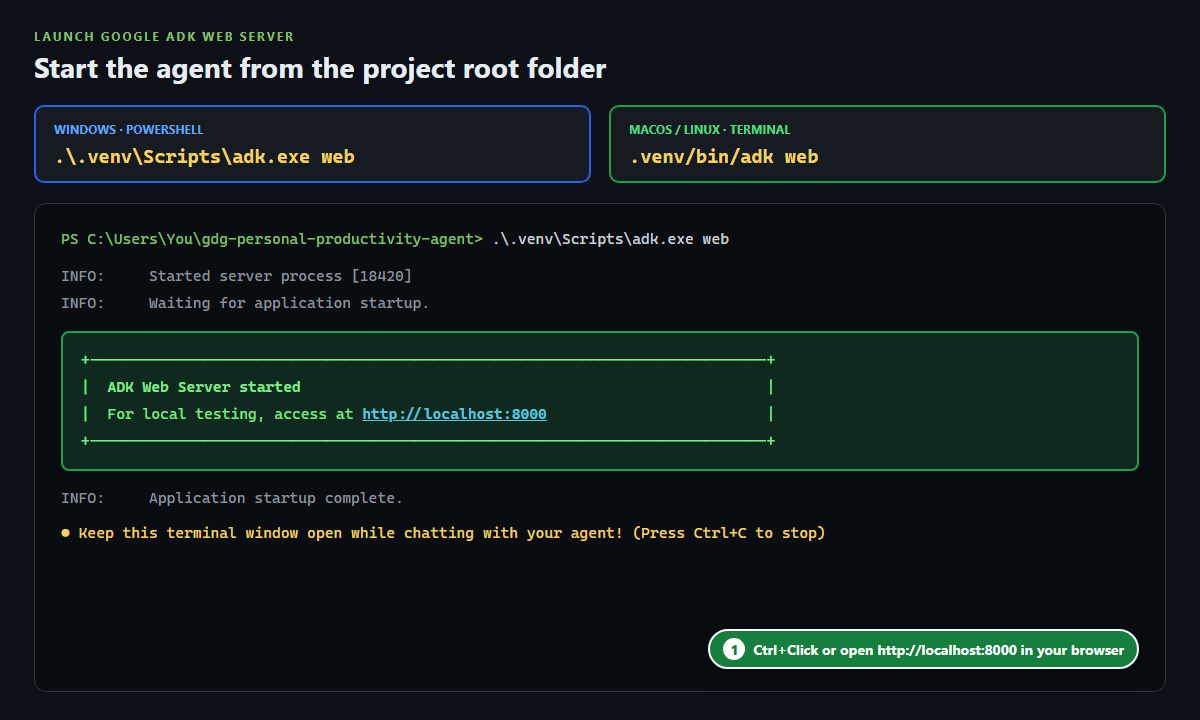 LAUNCH GOOGLE ADK WEB SERVER
Start the agent from the project root folder
WINDOWS · POWERSHELL
.\.venv\Scripts\adk.exe web
MACOS / LINUX · TERMINAL
.venv/bin/adk web
PS C:\Users\You\gdg-personal-productivity-agent> .\.venv\Scripts\adk.exe web
INFO:     Started server process [18420]
INFO:     Waiting for application startup.
+-----------------------------------------------------------------------------+
|  ADK Web Server started                                                     |
|  For local testing, access at http://localhost:8000                         |
+-----------------------------------------------------------------------------+
INFO:     Application startup complete.
● Keep this terminal window open while chatting with your agent! (Press Ctrl+C to stop)
1 Ctrl+Click or open http://localhost:8000 in your browser